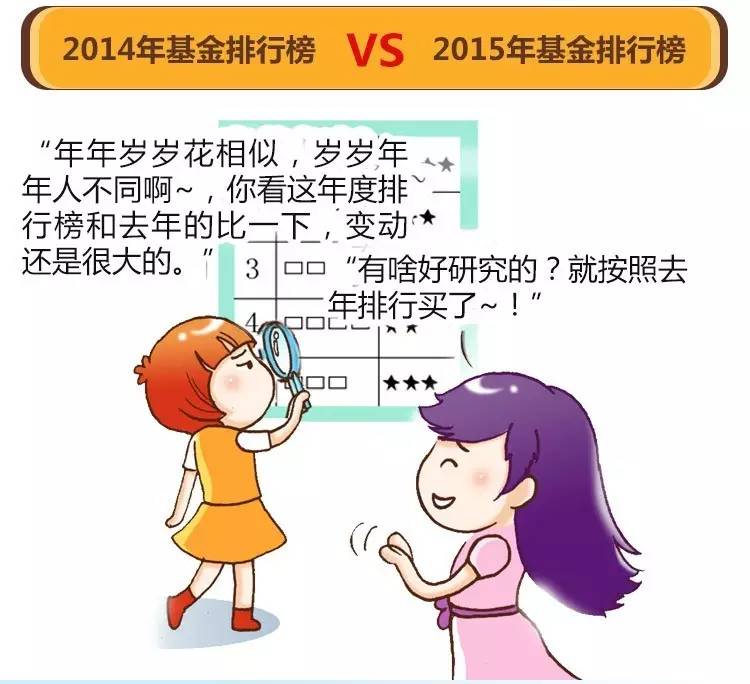 2014年基金排行榜 VS 2015年基金排行榜
“年年岁岁花相似，岁岁年
年人不同啊~，你看这年度排
行榜和去年的比一下，变动
还是很大的。”
“有啥好研究的？就按照去
年排行买了~！”
★★
★
3 □□
4 □□□ ★★
□□□ ★★★